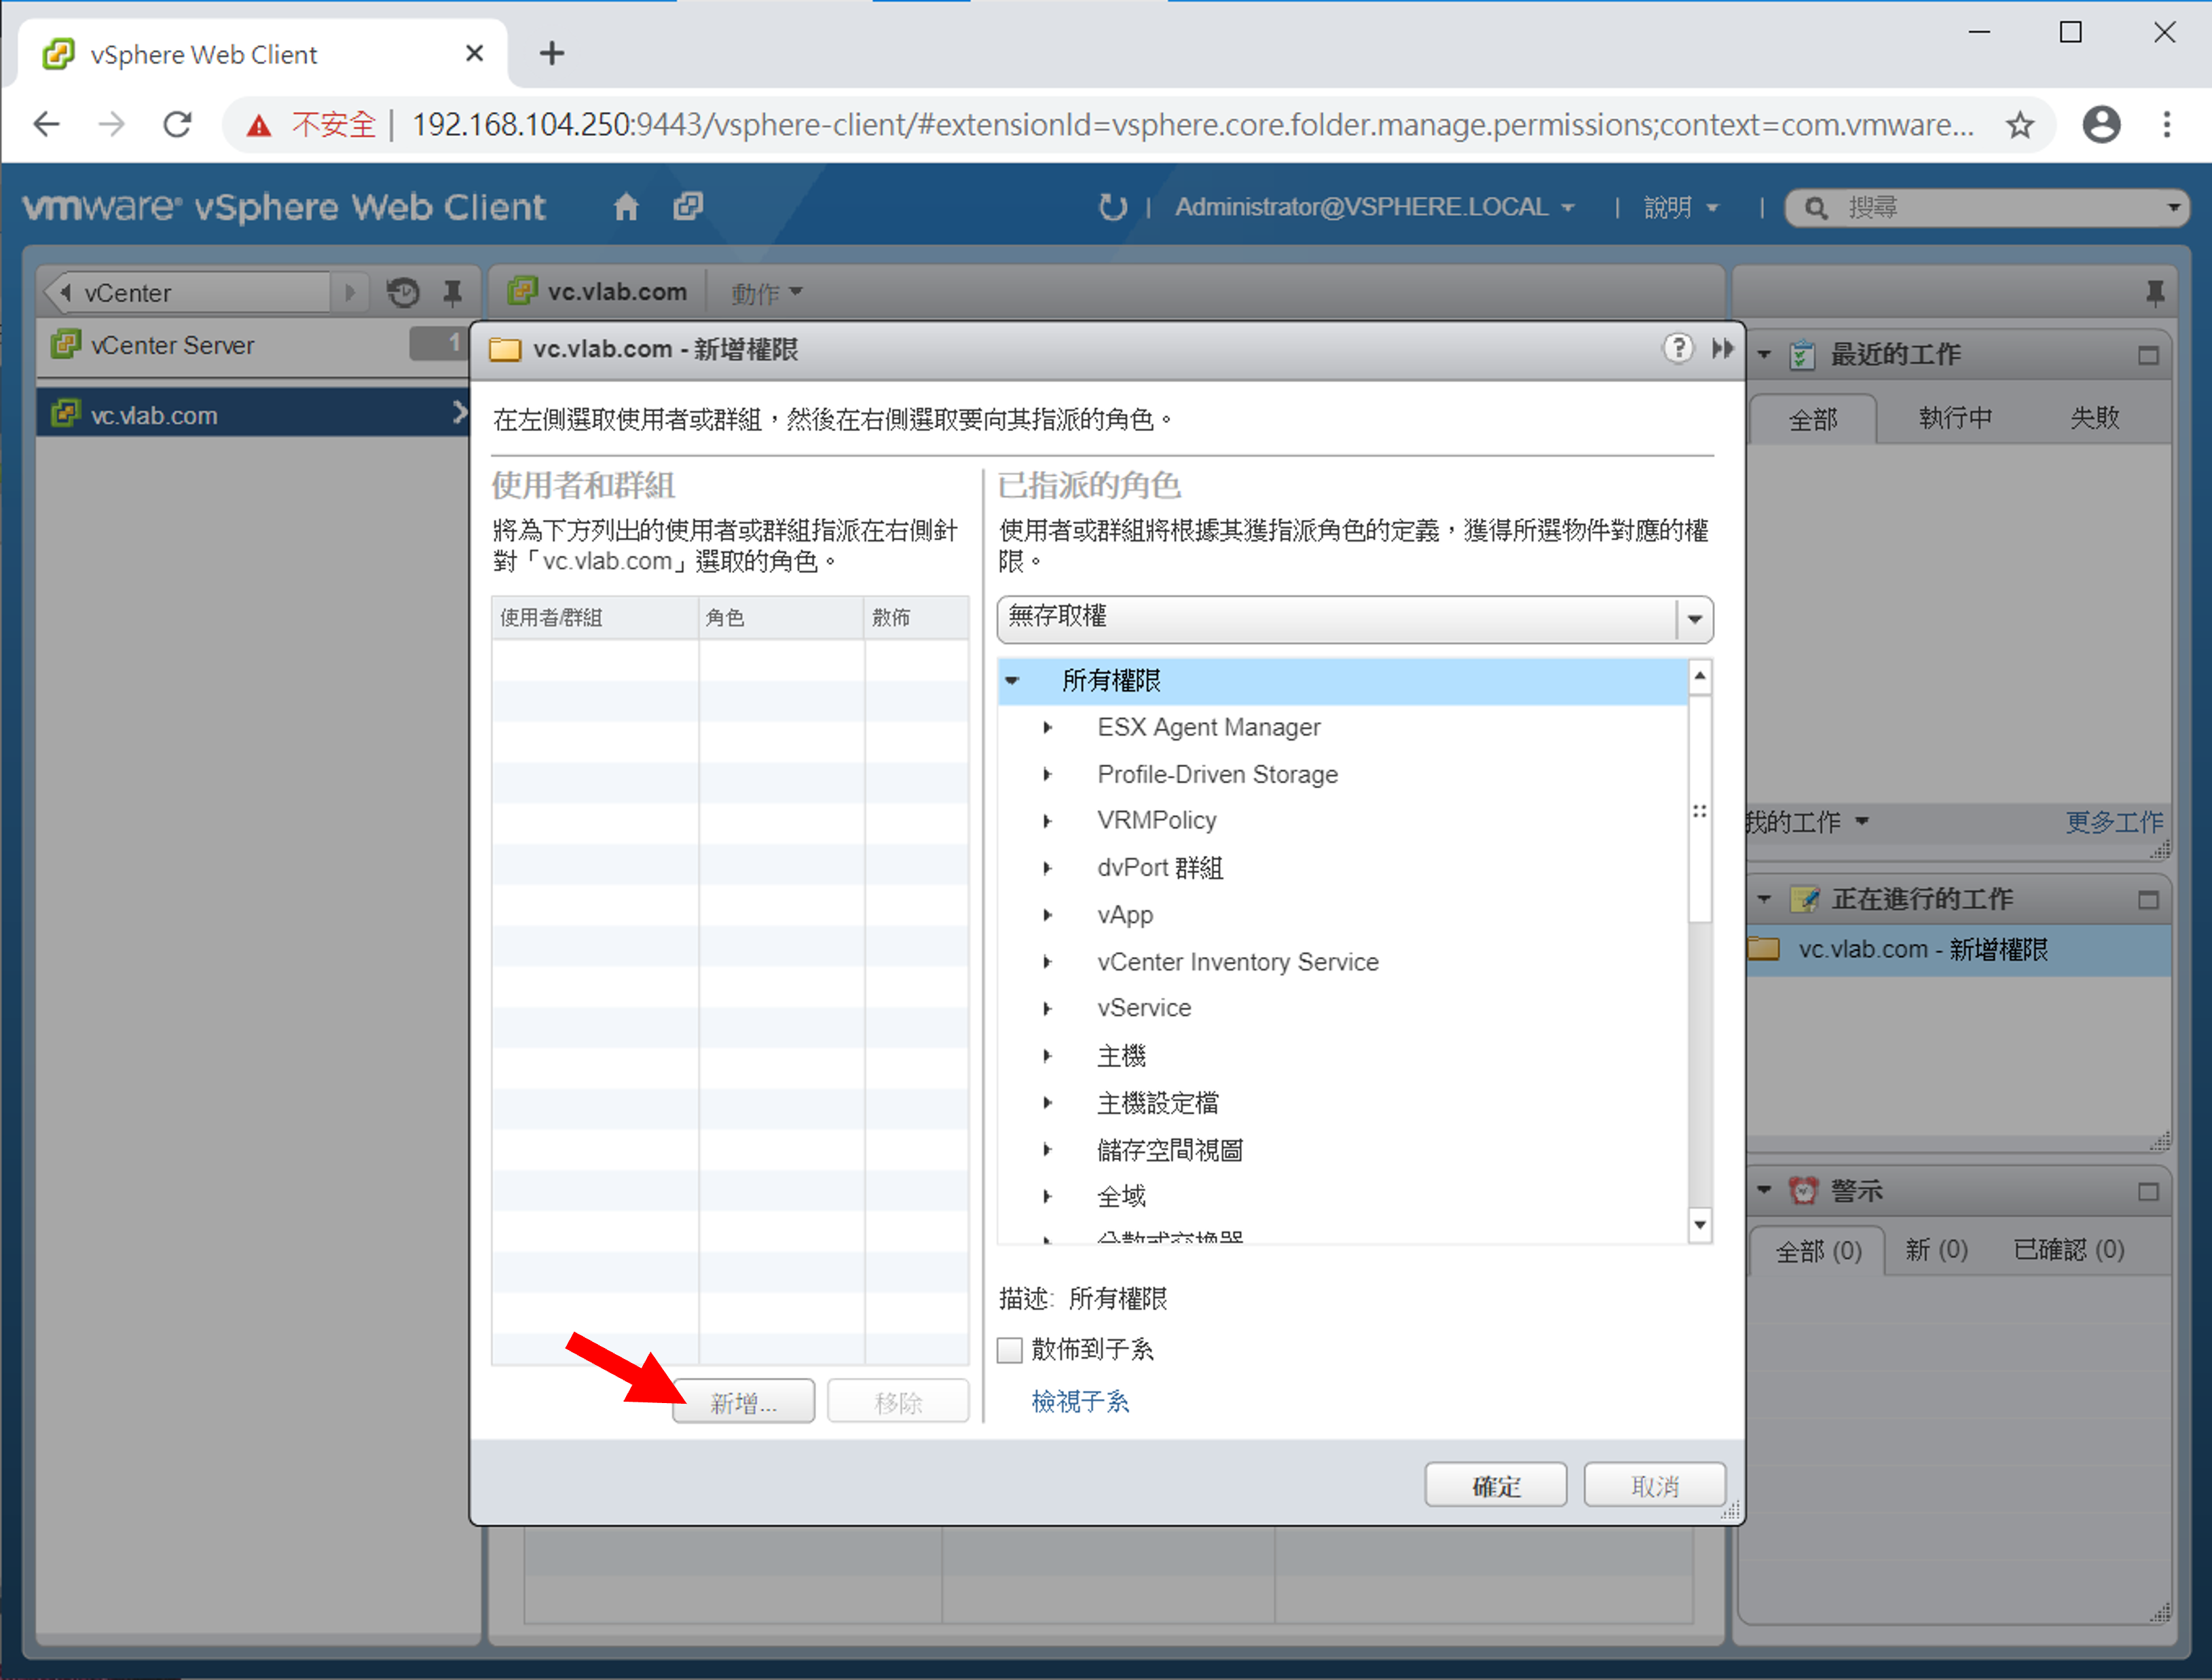 vSphere Web Client
不安全 | 192.168.104.250:9443/vsphere-client/#extensionId=vsphere.core.folder.manage.permissions;context=com.vmware...
vmware® vSphere Web Client
Administrator@VSPHERE.LOCAL
說明
搜尋
vCenter
vCenter Server 1
vc.vlab.com
vc.vlab.com
動作
vc.vlab.com - 新增權限
在左側選取使用者或群組，然後在右側選取要向其指派的角色。
使用者和群組
將為下方列出的使用者或群組指派在右側針
對「vc.vlab.com」選取的角色。
使用者/群組 角色 散佈
新增...
移除
已指派的角色
使用者或群組將根據其獲指派角色的定義，獲得所選物件對應的權
限。
無存取權
所有權限
ESX Agent Manager
Profile-Driven Storage
VRMPolicy
dvPort 群組
vApp
vCenter Inventory Service
vService
主機
主機設定檔
儲存空間視圖
全域
分散式交換器
描述: 所有權限
散佈到子系
檢視子系
確定
取消
最近的工作
全部 執行中 失敗
我的工作
更多工作
正在進行的工作
vc.vlab.com - 新增權限
警示
全部 (0) 新 (0) 已確認 (0)